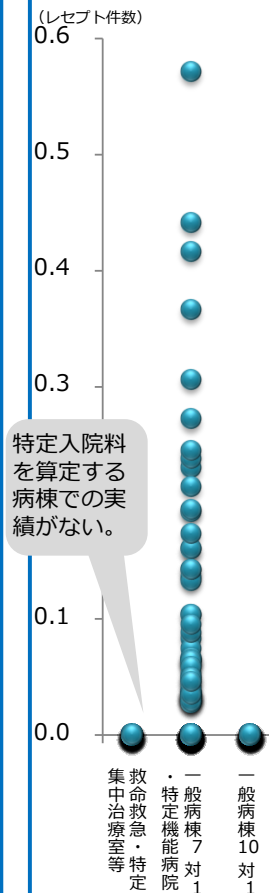 (レセプト件数)
0.6
0.5
0.4
0.3
特定入院料
を算定する
病棟での実
績がない。
0.1
0.0
救命救急・特定
集中治療室等
一般病棟7対1
・特定機能病院
一般病棟10対1